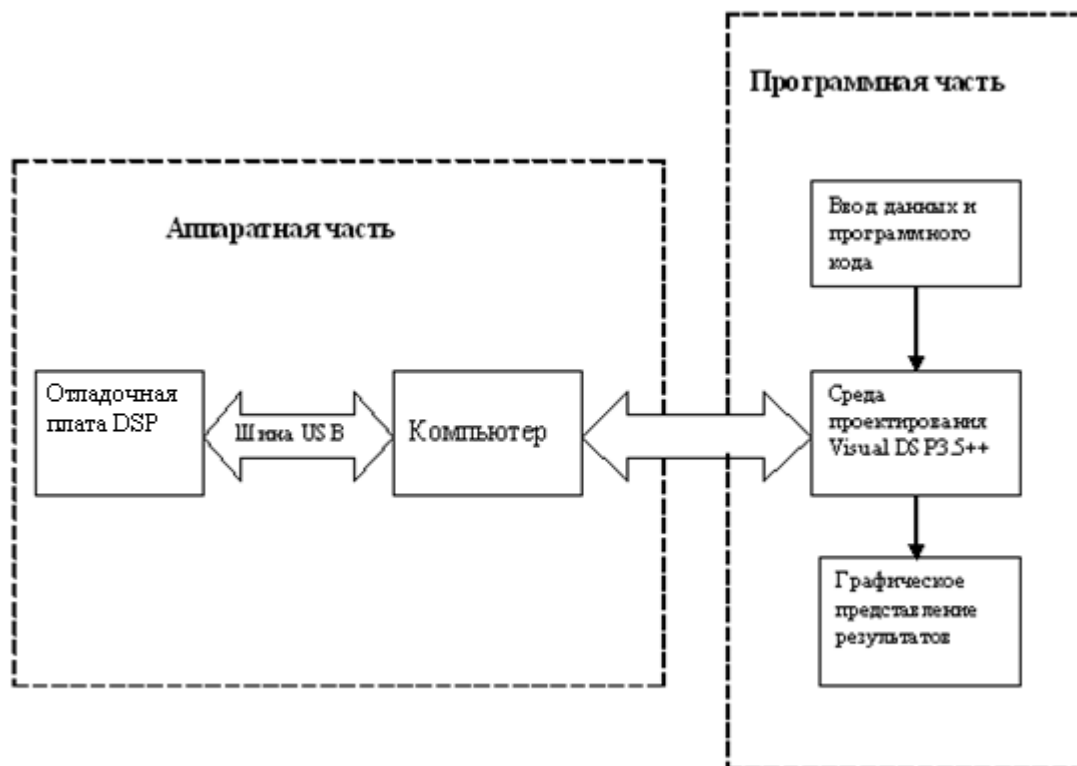 Программная часть
Аппаратная часть
Ввод данных и
программного
кода
Отладочная
плата DSP
Шина USB
Компьютер
Среда
проектирования
Visual DSP3.5++
Графическое
представление
результатов